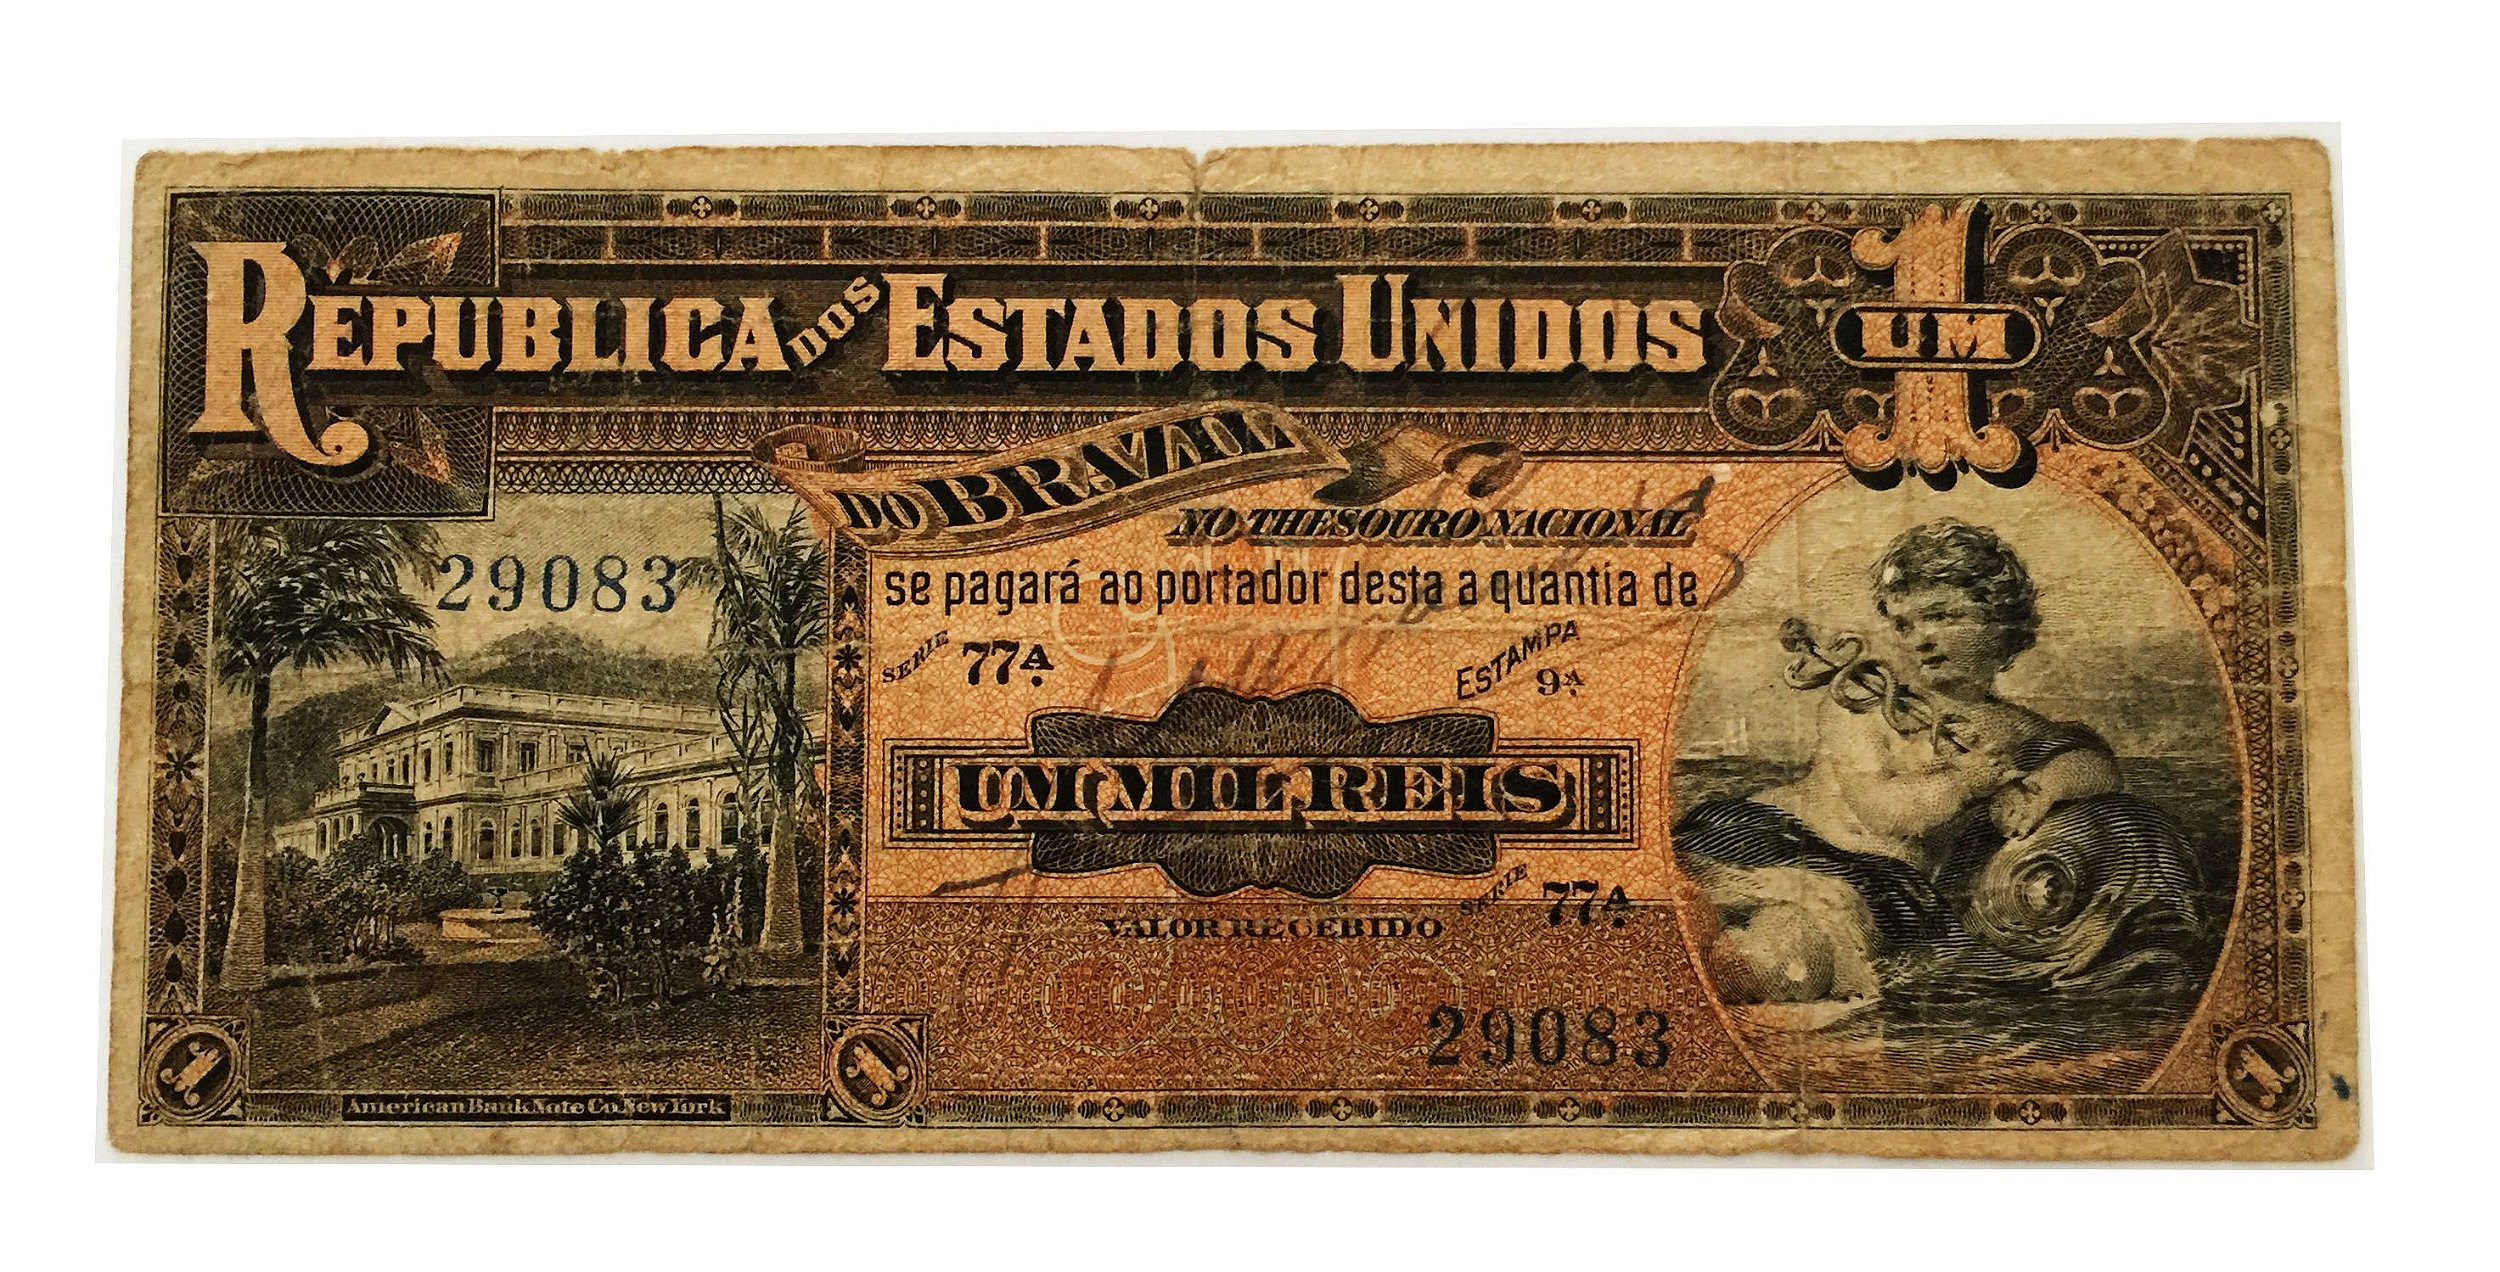 REPUBLICA DOS ESTADOS UNIDOS
1
UM
DO BRAZIL
NO THESOURO NACIONAL
29083
se pagará ao portador desta a quantia de
SERIE 77A.
ESTAMPA 9A.
UM MIL REIS
SERIE 77A.
VALOR RECEBIDO
29083
1
1
1
American Bank Note Co. New York